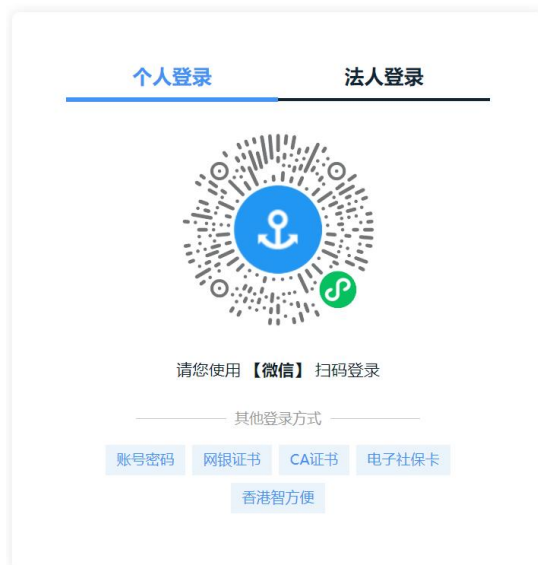 个人登录 法人登录
请您使用【微信】扫码登录
其他登录方式
账号密码 网银证书 CA证书 电子社保卡
香港智方便